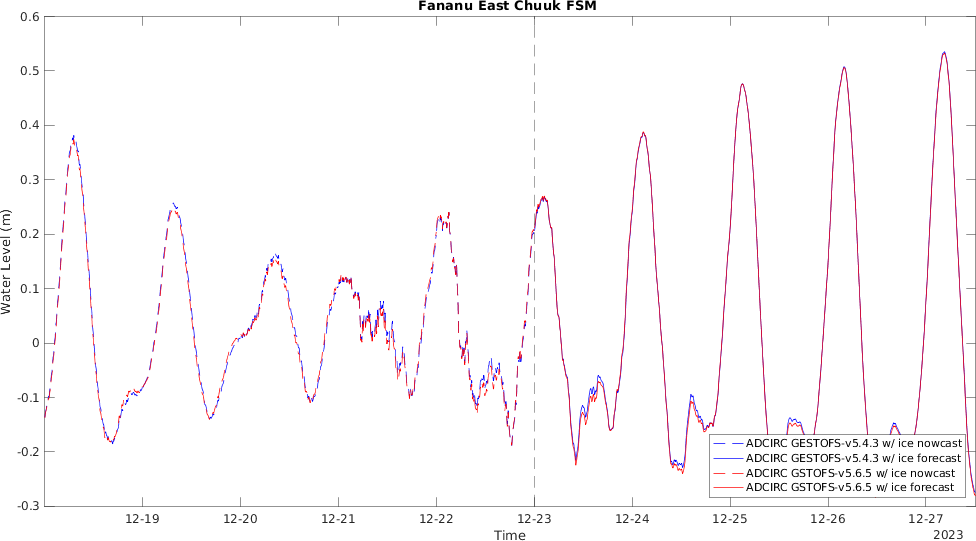 Fananu East Chuuk FSM
0.6
0.5
0.4
0.3
0.2
0.1
0
-0.1
-0.2
-0.3
Water Level (m)
ADCIRC GESTOFS-v5.4.3 w/ ice nowcast
ADCIRC GESTOFS-v5.4.3 w/ ice forecast
ADCIRC GSTOFS-v5.6.5 w/ ice nowcast
ADCIRC GSTOFS-v5.6.5 w/ ice forecast
12-19 12-20 12-21 12-22 12-23 12-24 12-25 12-26 12-27
Time
2023